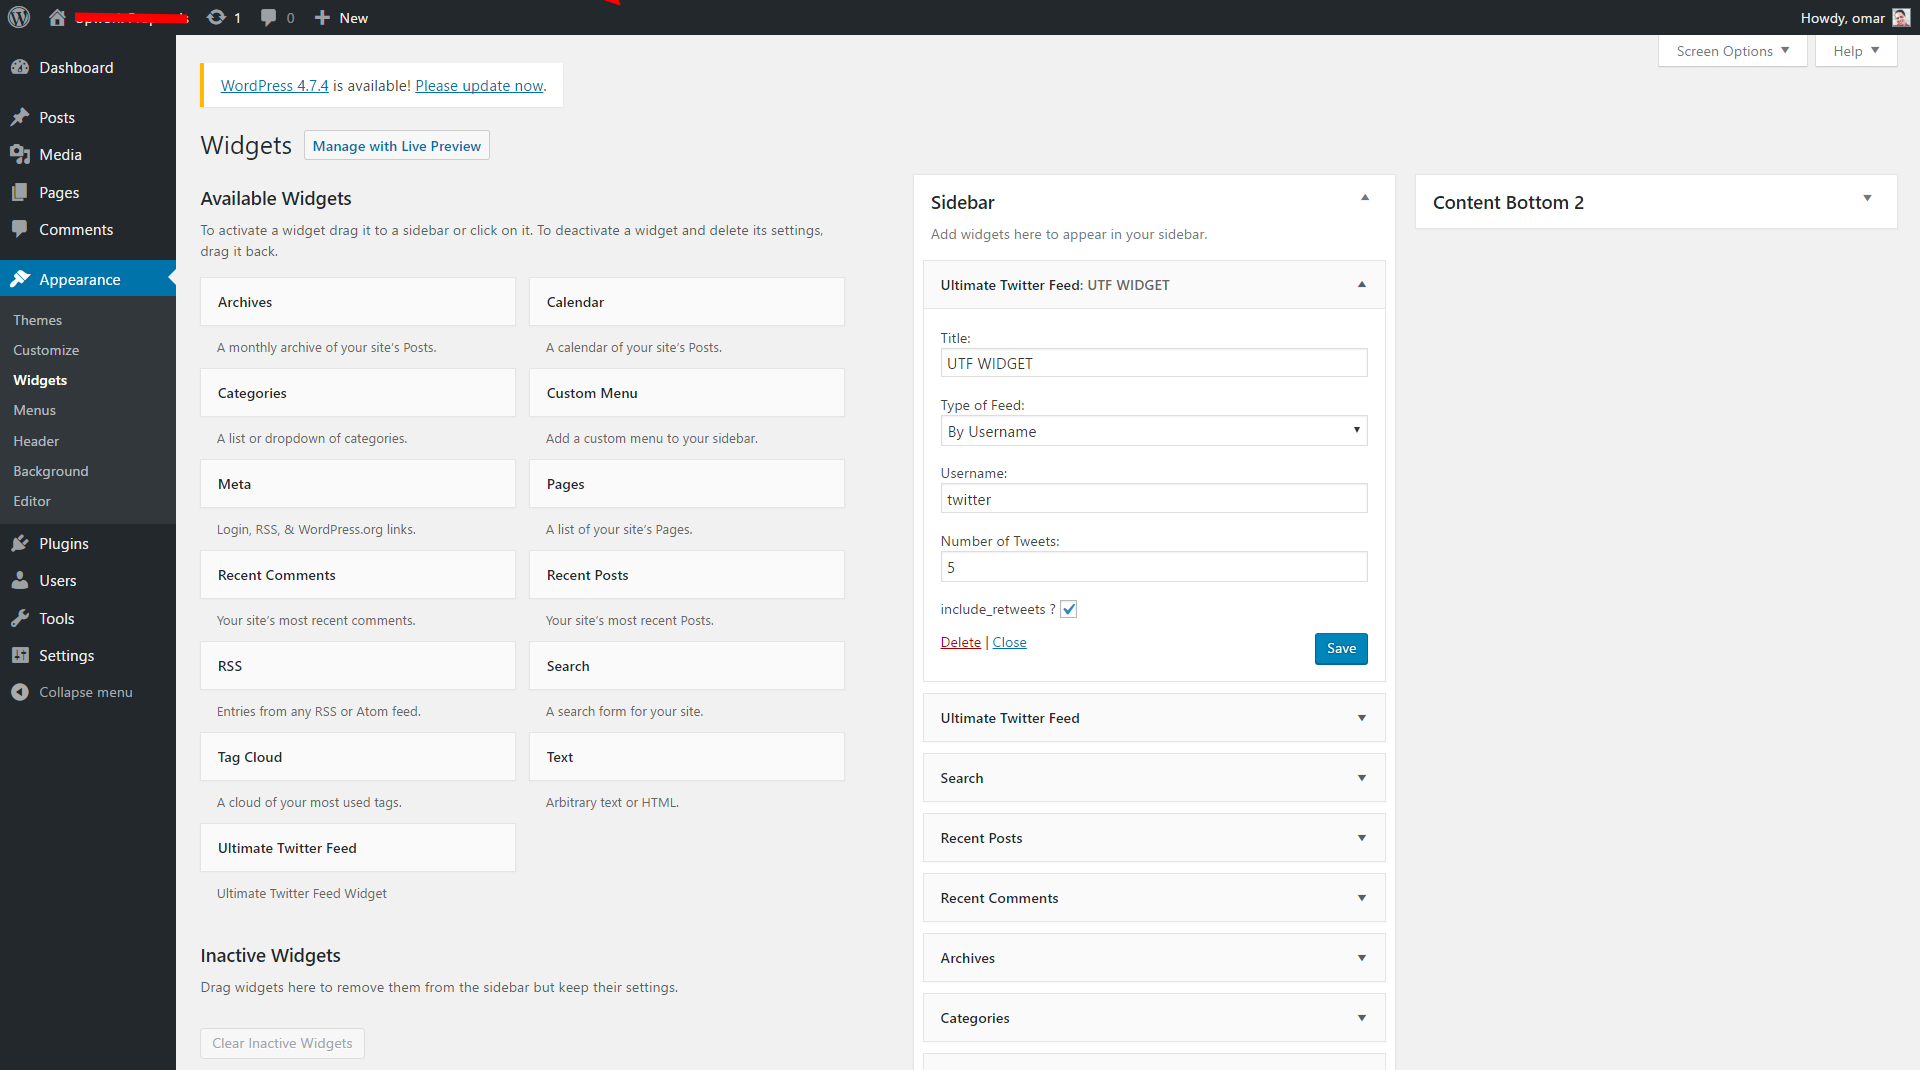 1
0
New
Howdy, omar
Screen Options
Help
Dashboard
Posts
Media
Pages
Comments
Appearance
Themes
Customize
Widgets
Menus
Header
Background
Editor
Plugins
Users
Tools
Settings
Collapse menu
WordPress 4.7.4 is available! Please update now.
Widgets
Manage with Live Preview
Available Widgets
To activate a widget drag it to a sidebar or click on it. To deactivate a widget and delete its settings,
drag it back.
Archives
A monthly archive of your site’s Posts.
Calendar
A calendar of your site’s Posts.
Categories
A list or dropdown of categories.
Custom Menu
Add a custom menu to your sidebar.
Meta
Login, RSS, & WordPress.org links.
Pages
A list of your site’s Pages.
Recent Comments
Your site’s most recent comments.
Recent Posts
Your site’s most recent Posts.
RSS
Entries from any RSS or Atom feed.
Search
A search form for your site.
Tag Cloud
A cloud of your most used tags.
Text
Arbitrary text or HTML.
Ultimate Twitter Feed
Ultimate Twitter Feed Widget
Inactive Widgets
Drag widgets here to remove them from the sidebar but keep their settings.
Clear Inactive Widgets
Sidebar
Add widgets here to appear in your sidebar.
Ultimate Twitter Feed: UTF WIDGET
Title:
UTF WIDGET
Type of Feed:
By Username
Username:
twitter
Number of Tweets:
5
include_retweets ?
Delete | Close
Save
Ultimate Twitter Feed
Search
Recent Posts
Recent Comments
Archives
Categories
Content Bottom 2